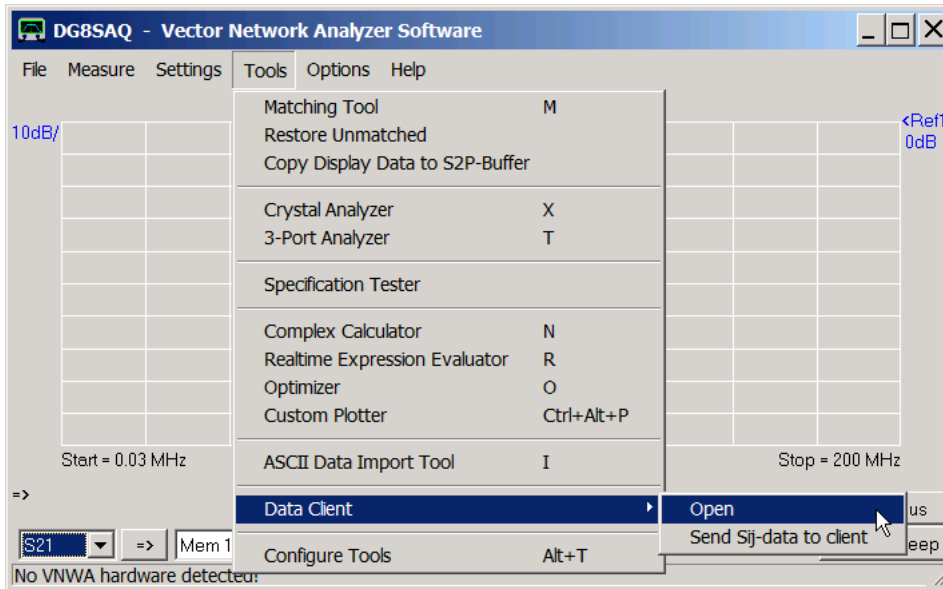 DG8SAQ - Vector Network Analyzer Software
File Measure Settings Tools Options Help
10dB/
<Ref1
0dB
Matching Tool M
Restore Unmatched
Copy Display Data to S2P-Buffer
Crystal Analyzer X
3-Port Analyzer T
Specification Tester
Complex Calculator N
Realtime Expression Evaluator R
Optimizer O
Custom Plotter Ctrl+Alt+P
Start = 0.03 MHz
Stop = 200 MHz
ASCII Data Import Tool I
=>
Data Client
Open
us
Send Sij-data to client
S21 => Mem 1
eep
Configure Tools Alt+T
No VNWA hardware detected!